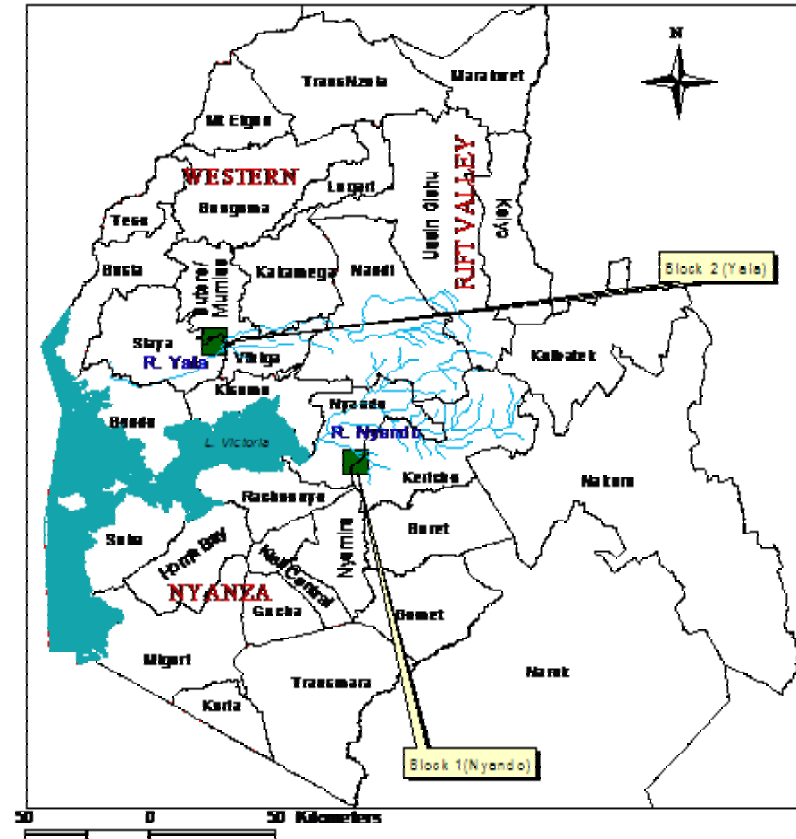 N
TransNzoia
Marakwet
Mt Elgon
WESTERN
Lugari
Bungoma
Uasin Gishu
RIFT VALLEY
Keiyo
Teso
Busia
Butere/
Mumias
Kakamega
Nandi
Block 2 (Yala)
Siaya
R. Yala
Vihiga
Koibatek
Kisumu
Nyando
Bondo
R. Nyando
L. Victoria
Kericho
Nakuru
Rachuonyo
Suba
Homa Bay
Kisii Central
Nyamira
Buret
NYANZA
Gucha
Bomet
Migori
Transmara
Narok
Kuria
Block 1(Nyando)
50 0 50 Kilometers